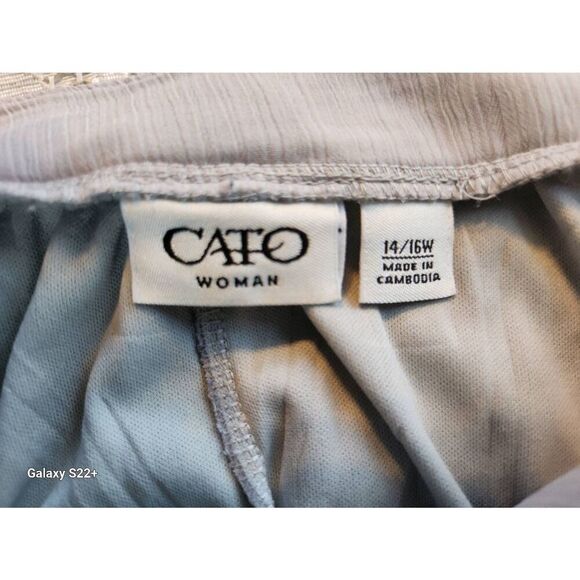 CATO
WOMAN
14/16W
MADE IN
CAMBODIA
Galaxy S22+